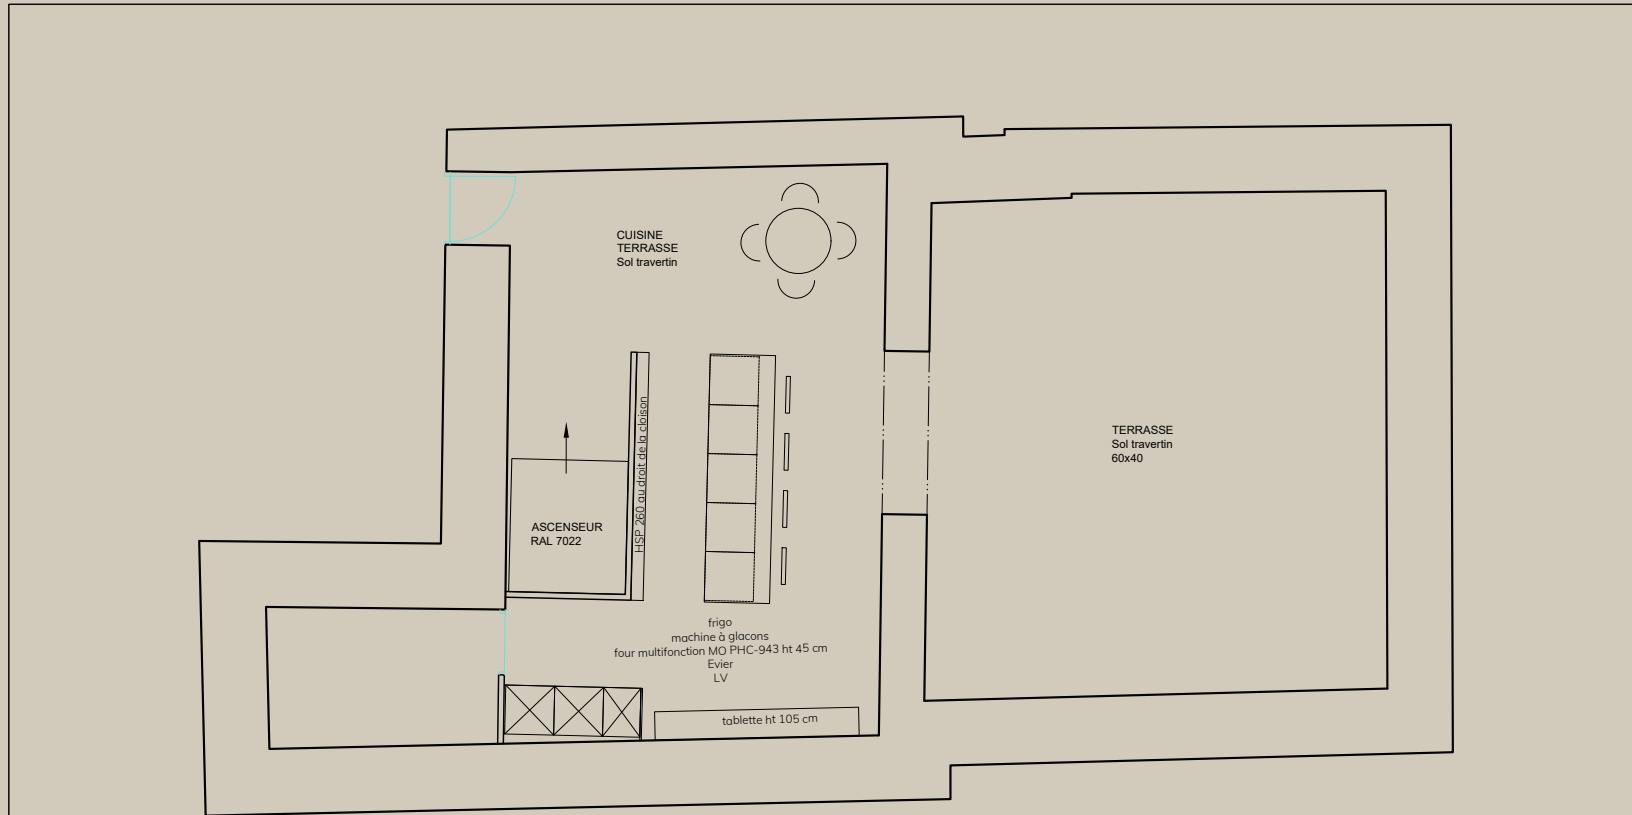 CUISINE
TERRASSE
Sol travertin
HSP 260 au droit de la cloison
TERRASSE
Sol travertin
60x40
ASCENSEUR
RAL 7022
frigo
machine à glacons
four multifonction MO PHC-943 ht 45 cm
Evier
LV
tablette ht 105 cm